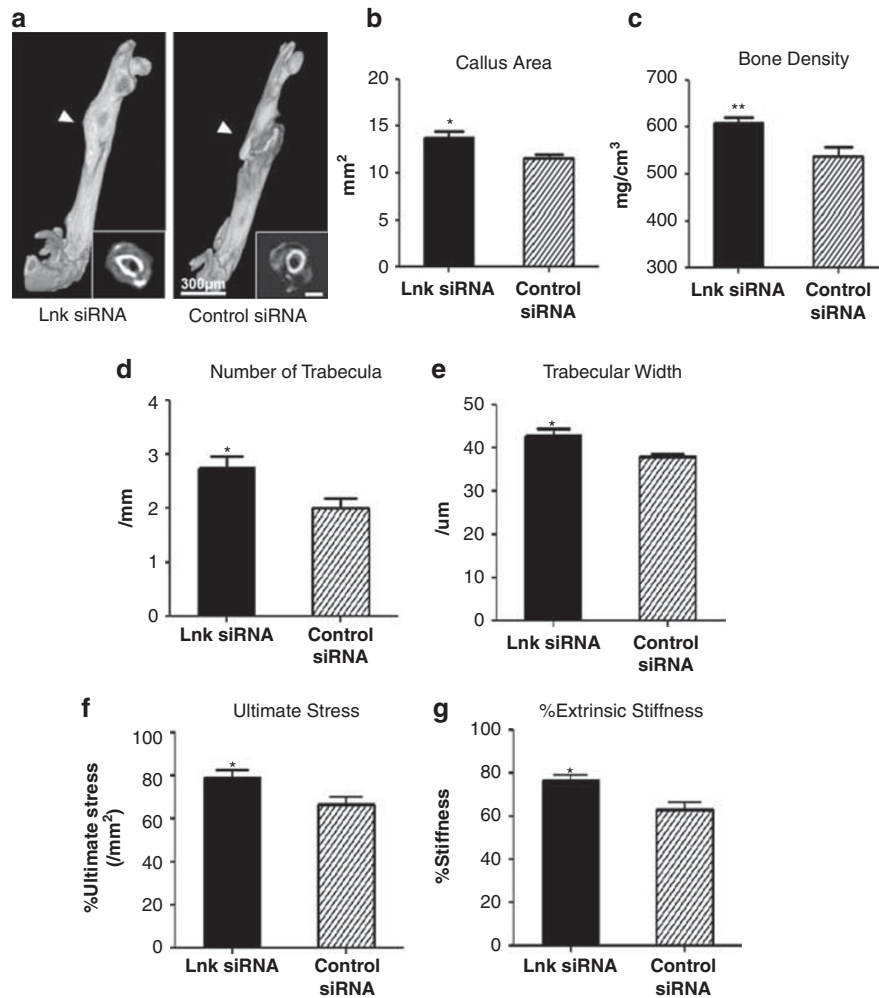 a
Lnk siRNA
300μm
Control siRNA
b
Callus Area
mm²
20
15
10
5
0
*
Lnk siRNA
Control
siRNA
c
Bone Density
mg/cm³
700
600
500
400
300
**
Lnk siRNA
Control
siRNA
d
Number of Trabecula
/mm
4
3
2
1
0
*
Lnk siRNA
Control
siRNA
e
Trabecular Width
/um
50
40
30
20
10
0
*
Lnk siRNA
Control
siRNA
f
Ultimate Stress
%Ultimate stress
(/mm²)
100
80
60
40
20
0
*
Lnk siRNA
Control
siRNA
g
%Extrinsic Stiffness
%Stiffness
100
80
60
40
20
0
*
Lnk siRNA
Control
siRNA